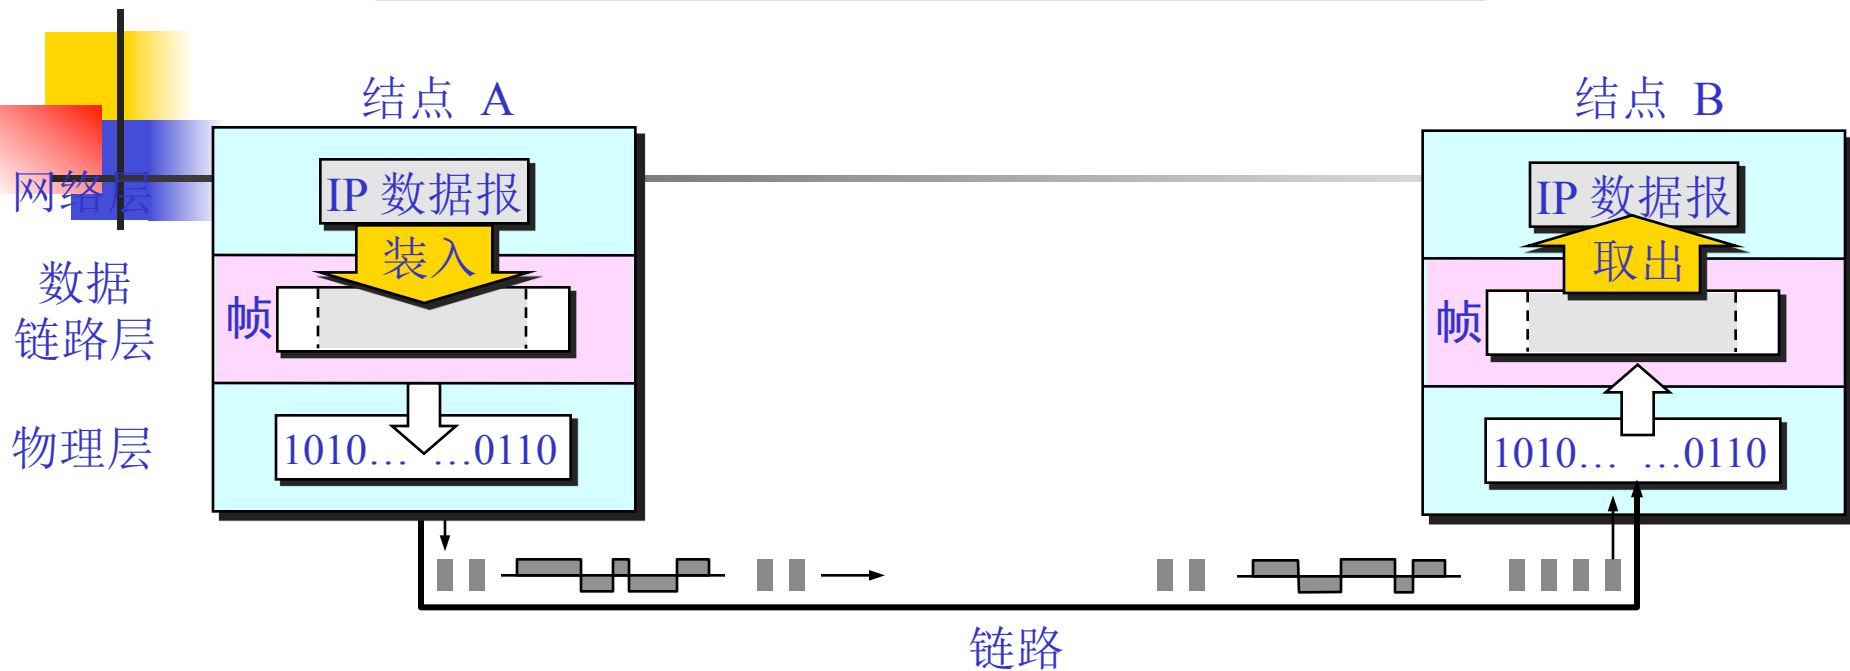 结点 A
结点 B
网络层
IP 数据报
IP 数据报
装入
取出
数据
链路层
帧
帧
物理层
1010… …0110
1010… …0110
链路